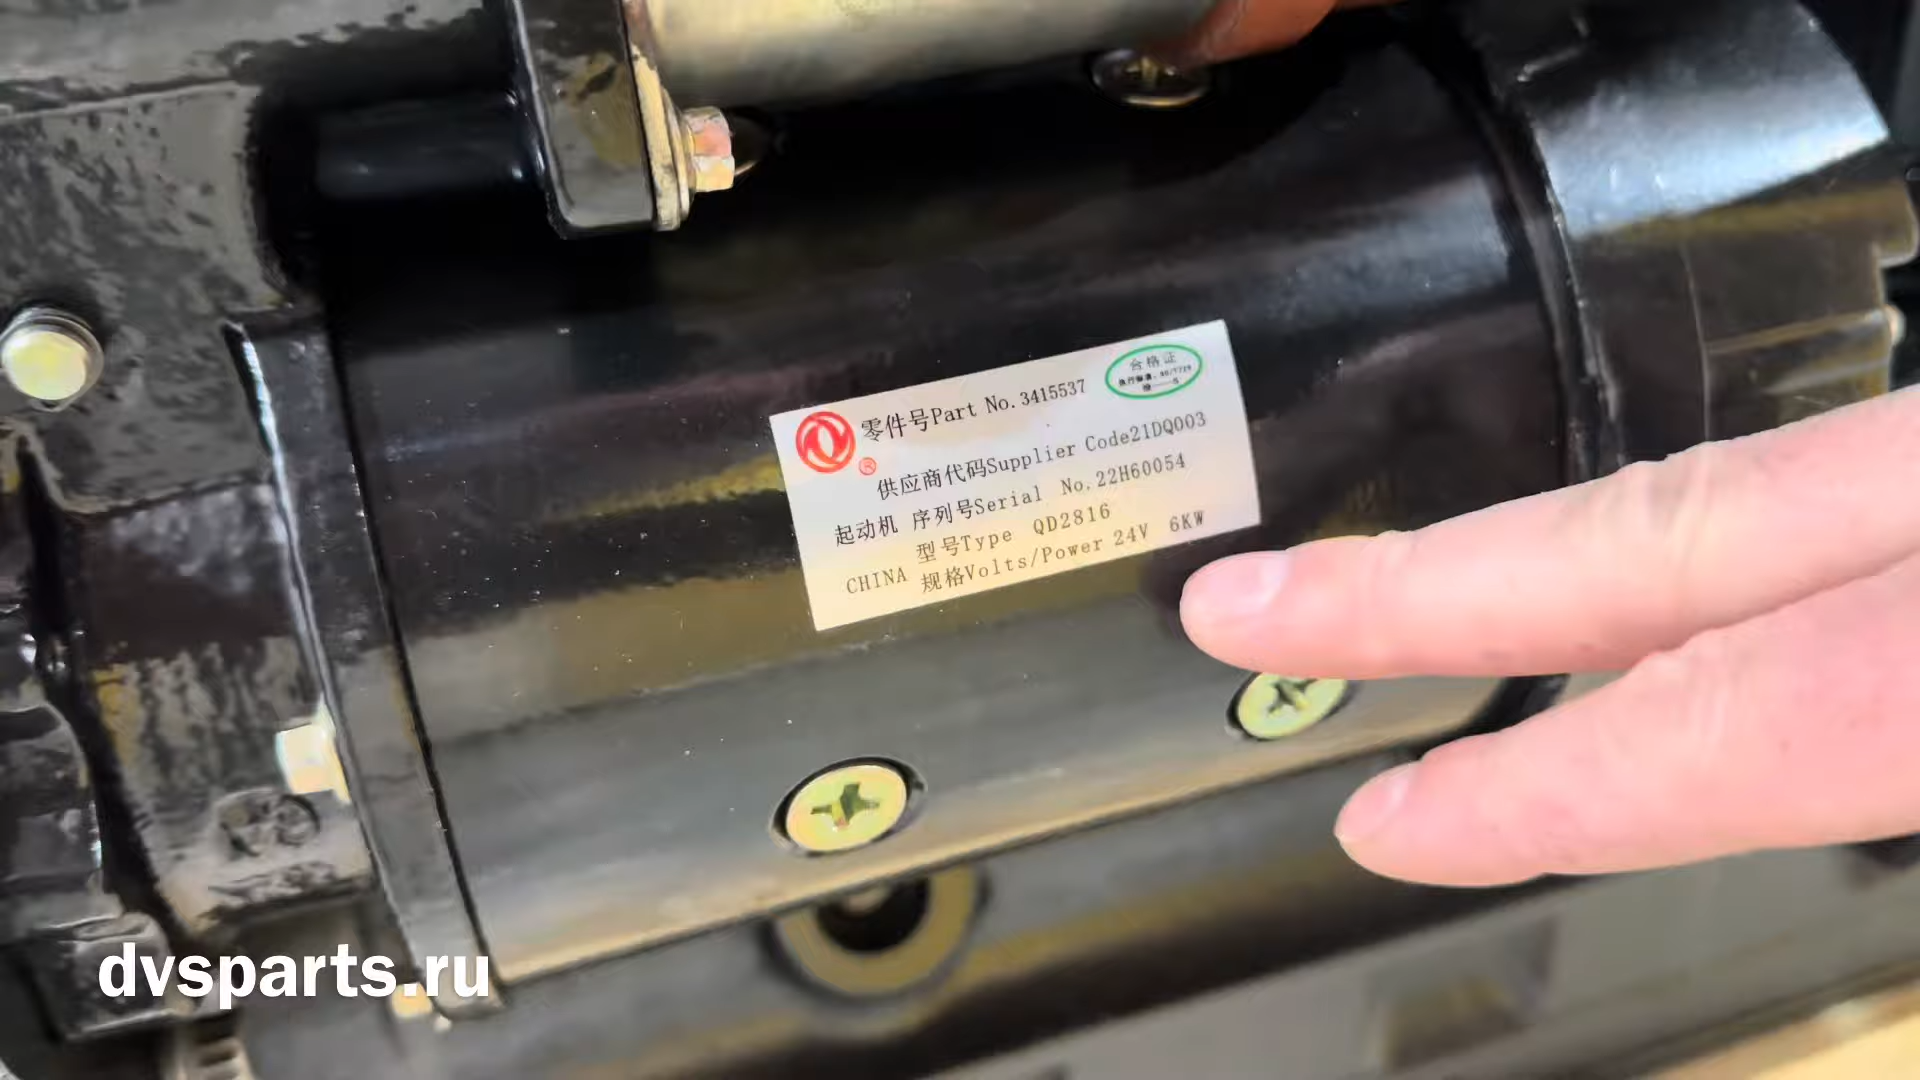 零件号Part No.3415537
合格证
供应商代码Supplier Code21DQ003
起动机 序列号Serial No.22H60054
型号Type QD2816
CHINA 规格Volts/Power 24V 6KW
dvsparts.ru